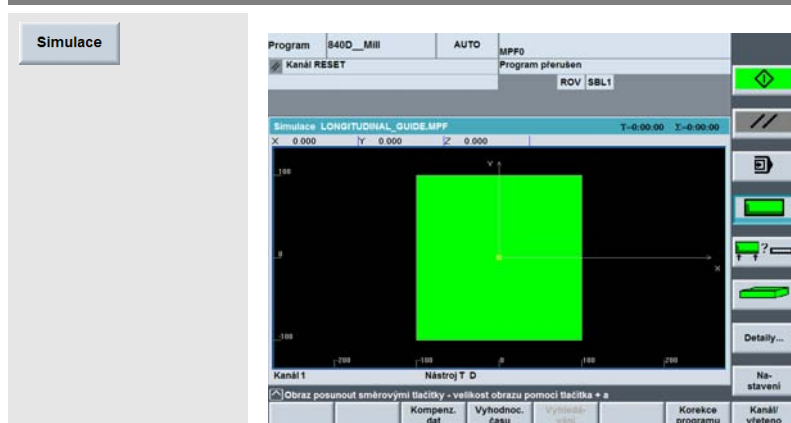 Simulace
Program 840D__Mill AUTO MPF0
Kanál RESET Program přerušen
ROV SBL1
Simulace LONGITUDINAL_GUIDE.MPF T=0:00:00 Σ=0:00:00
X 0.000 Y 0.000 Z 0.000
Y
100
0
X
-100
-200 -100 0 100 200
Kanál 1 Nástroj T D
Obraz posunout směrovými tlačítky - velikost obrazu pomocí tlačítka + a
?
Detaily...
Na-
stavení
Kompenz.
dat
Vyhodnoc.
času
Vyhledá-
vání
Korekce
programu
Kanál/
vřeteno